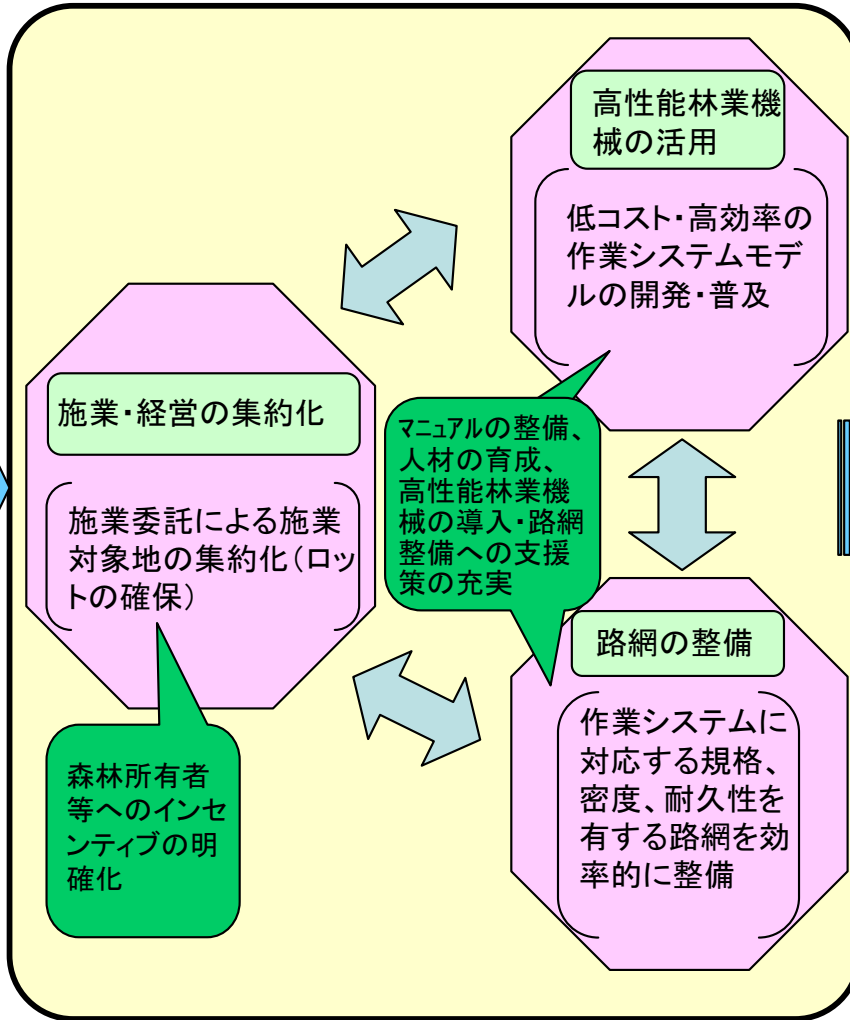 高性能林業機
械の活用
低コスト・高効率の
作業システムモデ
ルの開発・普及
施業・経営の集約化
施業委託による施業
対象地の集約化（ロッ
トの確保）
マニュアルの整備、
人材の育成、
高性能林業機
械の導入・路網
整備への支援
策の充実
路網の整備
作業システムに
対応する規格、
密度、耐久性を
有する路網を効
率的に整備
森林所有者
等へのインセ
ンティブの明
確化